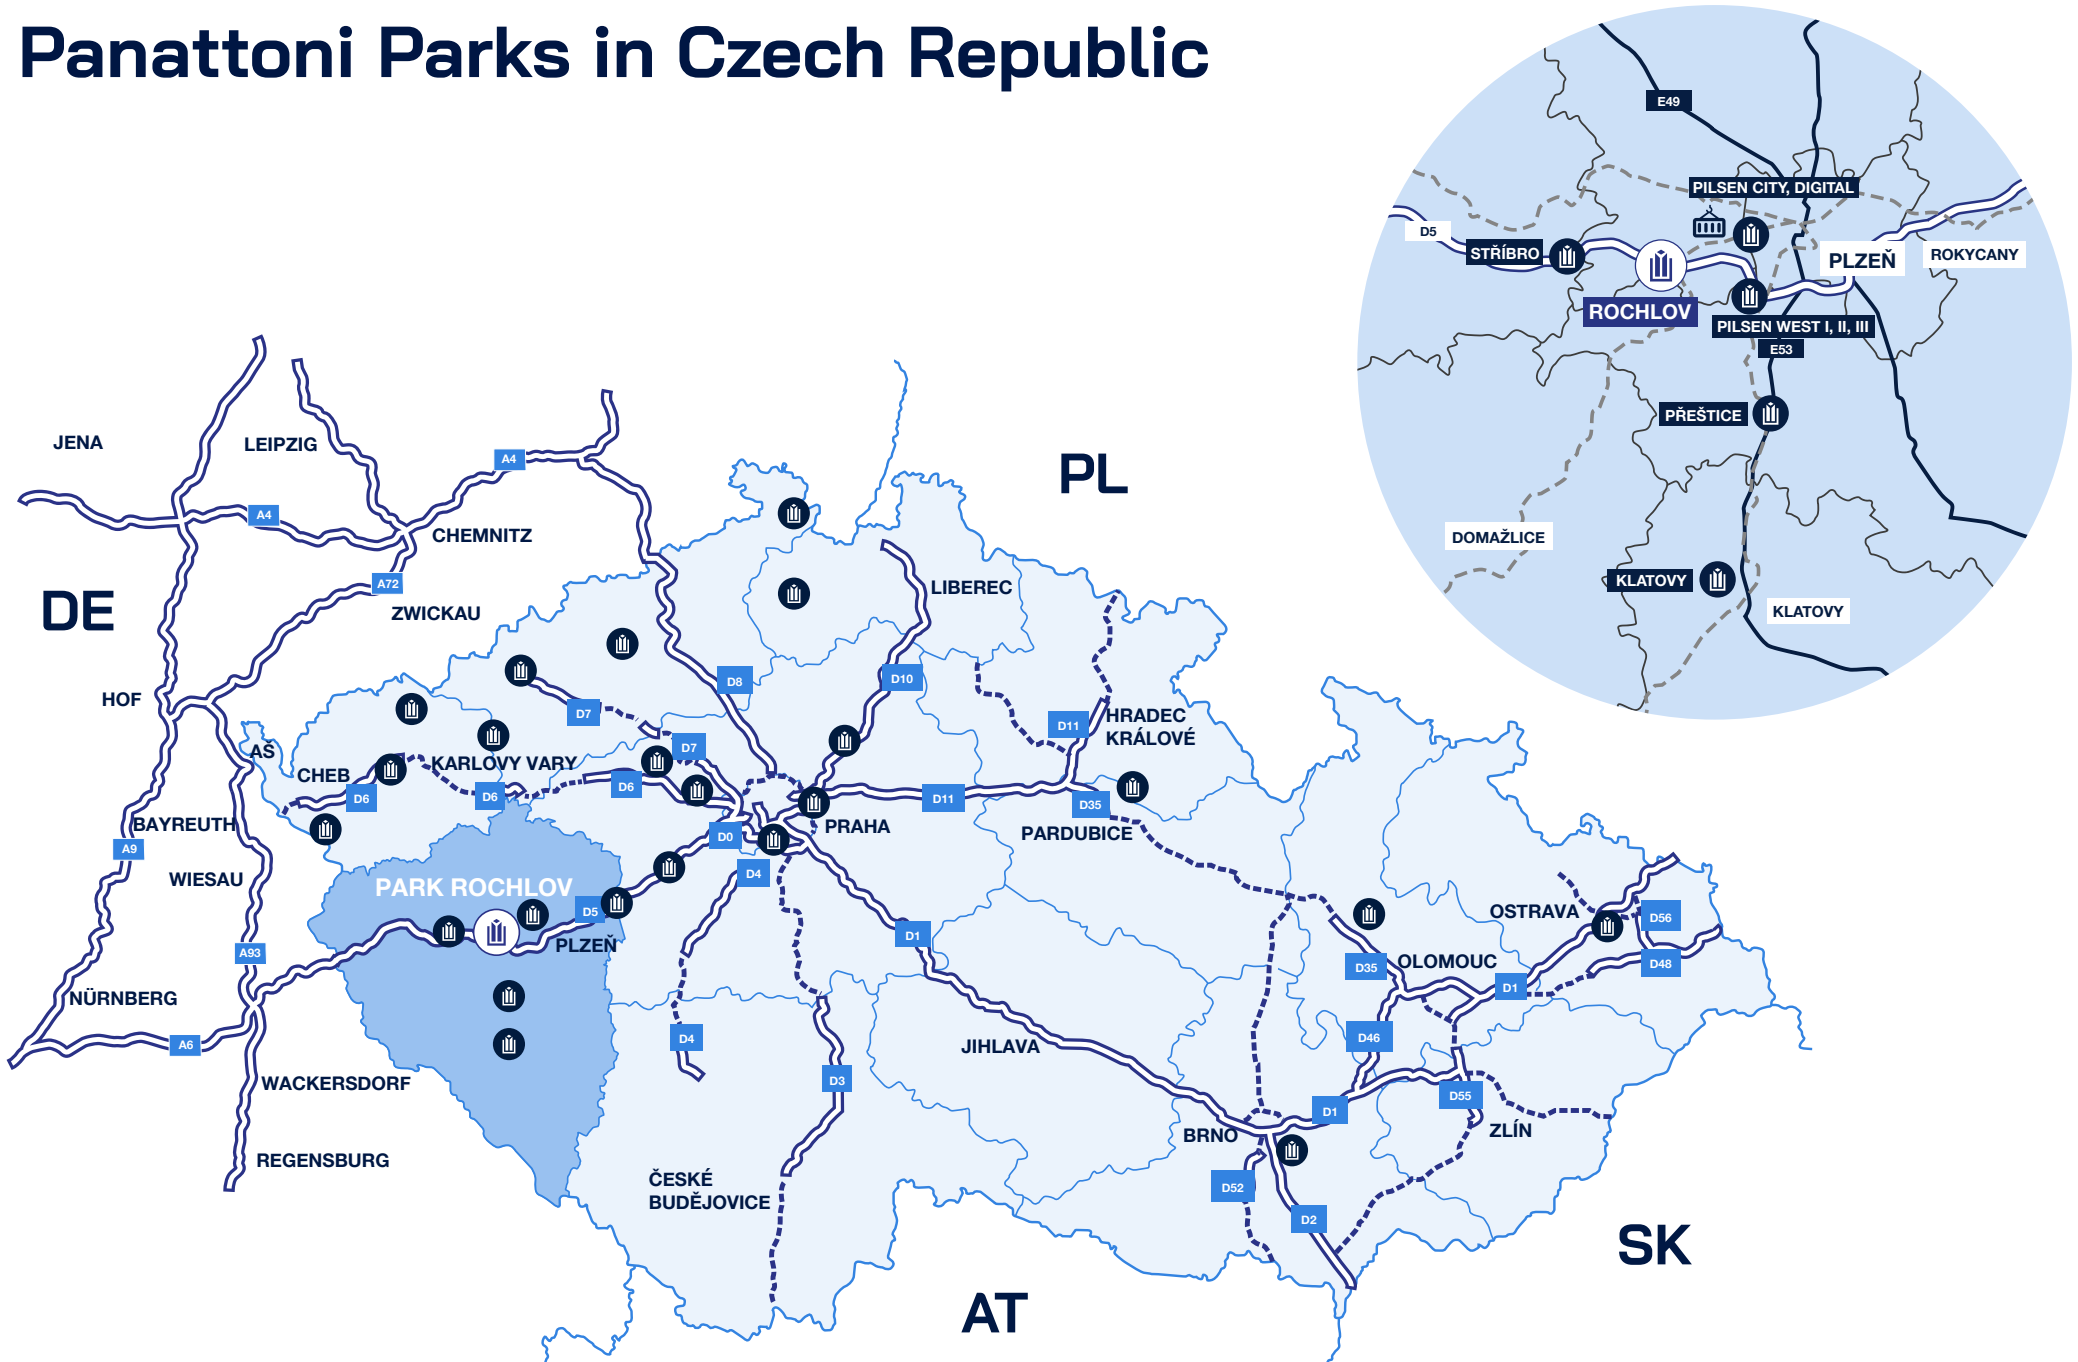 Panattoni Parks in Czech Republic
E49
PILSEN CITY, DIGITAL
D5
STŘÍBRO
PLZEŇ
ROKYCANY
ROCHLOV
PILSEN WEST I, II, III
E53
PŘEŠTICE
DOMAŽLICE
KLATOVY
KLATOVY
JENA
LEIPZIG
A4
PL
A4
CHEMNITZ
A72
DE
ZWICKAU
LIBEREC
HOF
D8
D10
D7
D11
HRADEC
KRÁLOVÉ
AŠ
D7
KARLOVY VARY
CHEB
D6
D6
D6
D11
D35
BAYREUTH
D0
PRAHA
PARDUBICE
A9
WIESAU
D4
PARK ROCHLOV
D5
OSTRAVA
D56
PLZEŇ
D1
A93
D35
OLOMOUC
D48
NÜRNBERG
D1
A6
D4
JIHLAVA
D46
WACKERSDORF
D3
D55
D1
BRNO
ZLÍN
REGENSBURG
ČESKÉ
BUDĚJOVICE
D52
D2
SK
AT